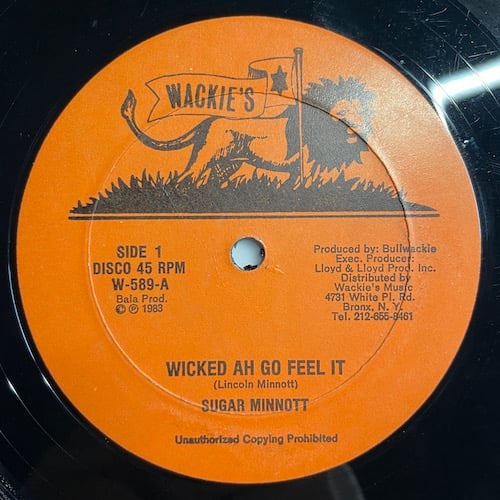 WACKIE'S
SIDE 1
DISCO 45 RPM
W-589-A
Bala Prod.
© ℗ 1983
Produced by: Bullwackie
Exec. Producer:
Lloyd & Lloyd Prod. Inc.
Distributed by
Wackie's Music
4731 White Pl. Rd.
Bronx, N. Y.
Tel. 212-655-8461
WICKED AH GO FEEL IT
(Lincoln Minnott)
SUGAR MINNOTT
Unauthorized Copying Prohibited